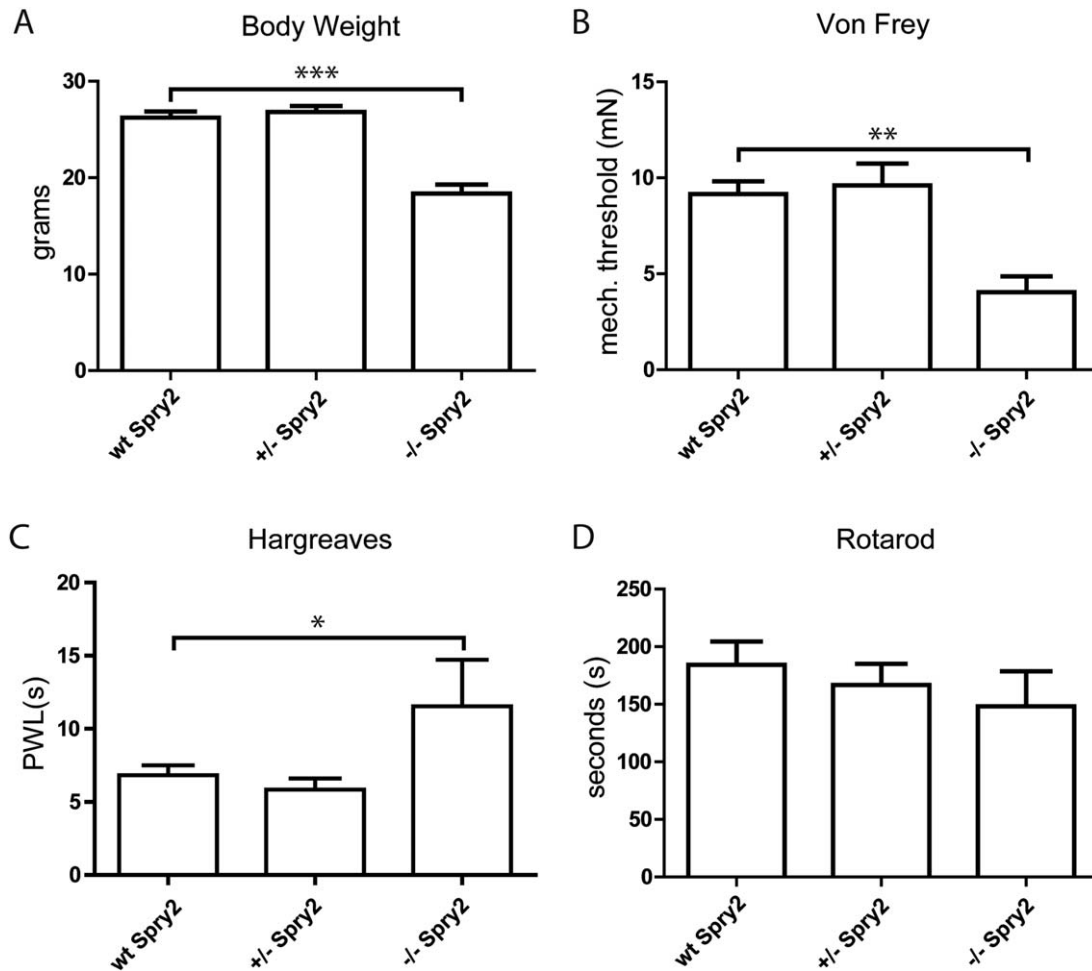 A
Body Weight
***
30
20
10
0
grams
wt Spry2
+/- Spry2
-/- Spry2
B
Von Frey
**
15
10
5
0
mech. threshold (mN)
wt Spry2
+/- Spry2
-/- Spry2
C
Hargreaves
*
20
15
10
5
0
PWL(s)
wt Spry2
+/- Spry2
-/- Spry2
D
Rotarod
250
200
150
100
50
0
seconds (s)
wt Spry2
+/- Spry2
-/- Spry2